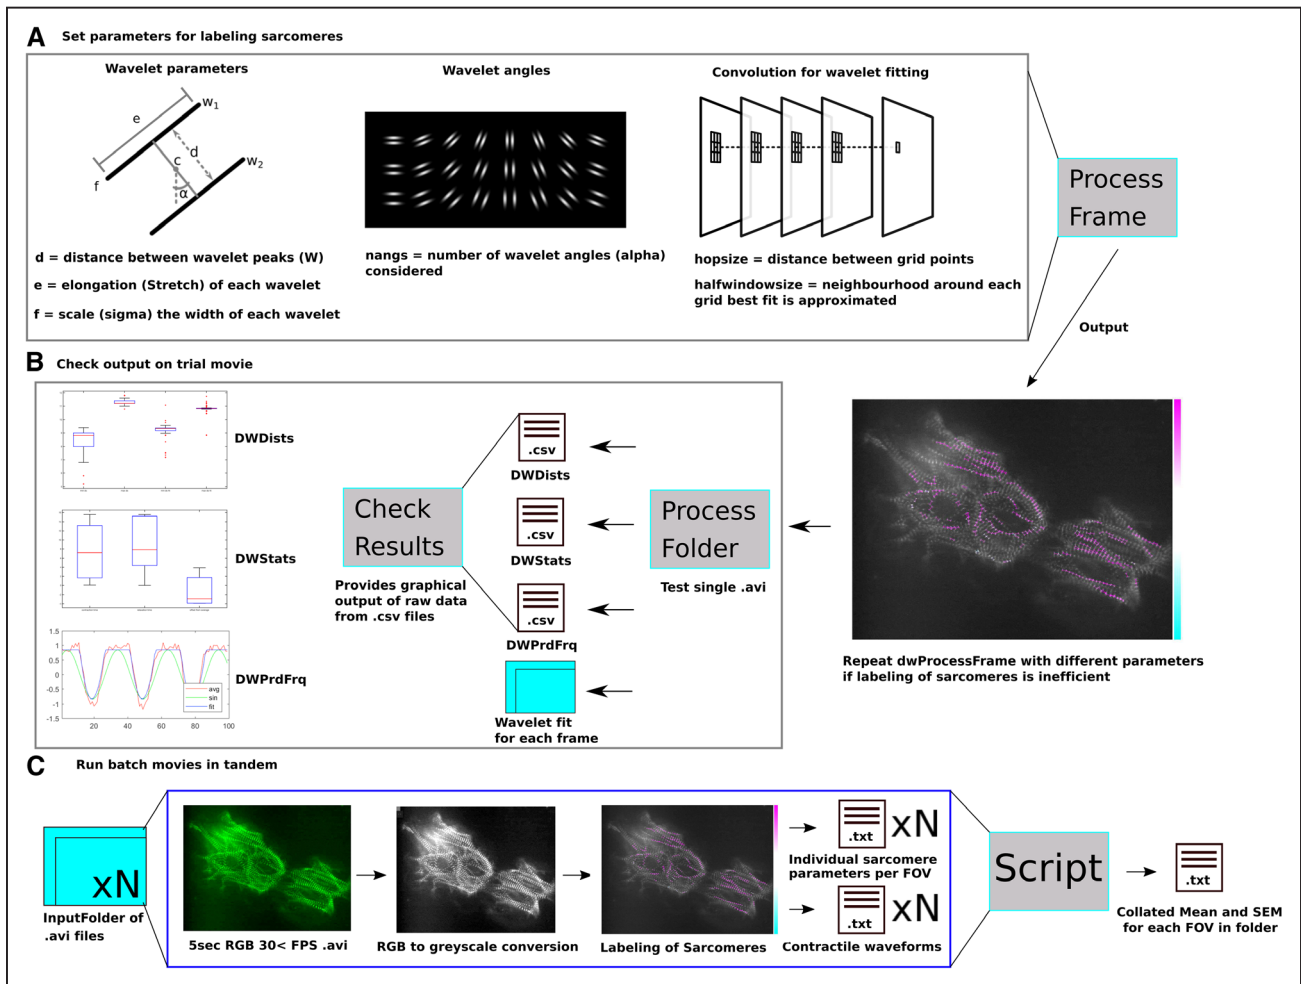 A Set parameters for labeling sarcomeres
Wavelet parameters
w1
e
d
c
w2
f
α
d = distance between wavelet peaks (W)
e = elongation (Stretch) of each wavelet
f = scale (sigma) the width of each wavelet
Wavelet angles
nangs = number of wavelet angles (alpha)
considered
Convolution for wavelet fitting
hopsize = distance between grid points
halfwindowsize = neighbourhood around each
grid best fit is approximated
Process
Frame
Output
B Check output on trial movie
DWDists
DWStats
DWPrdFrq
1.5
1
0.5
0
-0.5
-1
-1.5
20 40 60 80 100
avg
sin
fit
Check
Results
Provides graphical
output of raw data
from .csv files
.csv
DWDists
.csv
DWStats
.csv
DWPrdFrq
Wavelet fit
for each frame
Process
Folder
Test single .avi
Repeat dwProcessFrame with different parameters
if labeling of sarcomeres is inefficient
C Run batch movies in tandem
xN
InputFolder of
.avi files
5sec RGB 30< FPS .avi
RGB to greyscale conversion
Labeling of Sarcomeres
.txt xN
Individual sarcomere
parameters per FOV
.txt xN
Contractile waveforms
Script
.txt
Collated Mean and SEM
for each FOV in folder